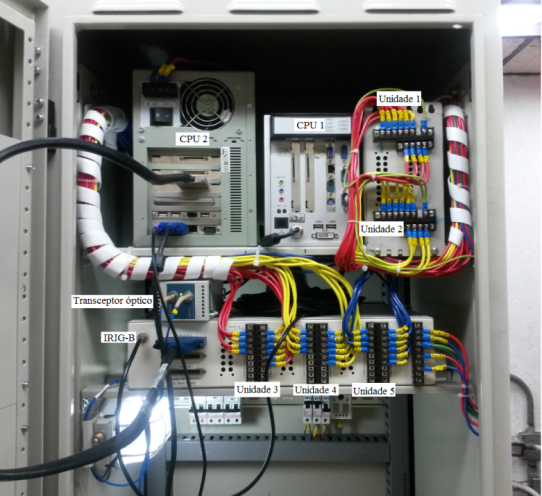 Unidade 1
CPU 2
CPU 1
Unidade 2
Transceptor óptico
IRIG-B
Unidade 3
Unidade 4
Unidade 5